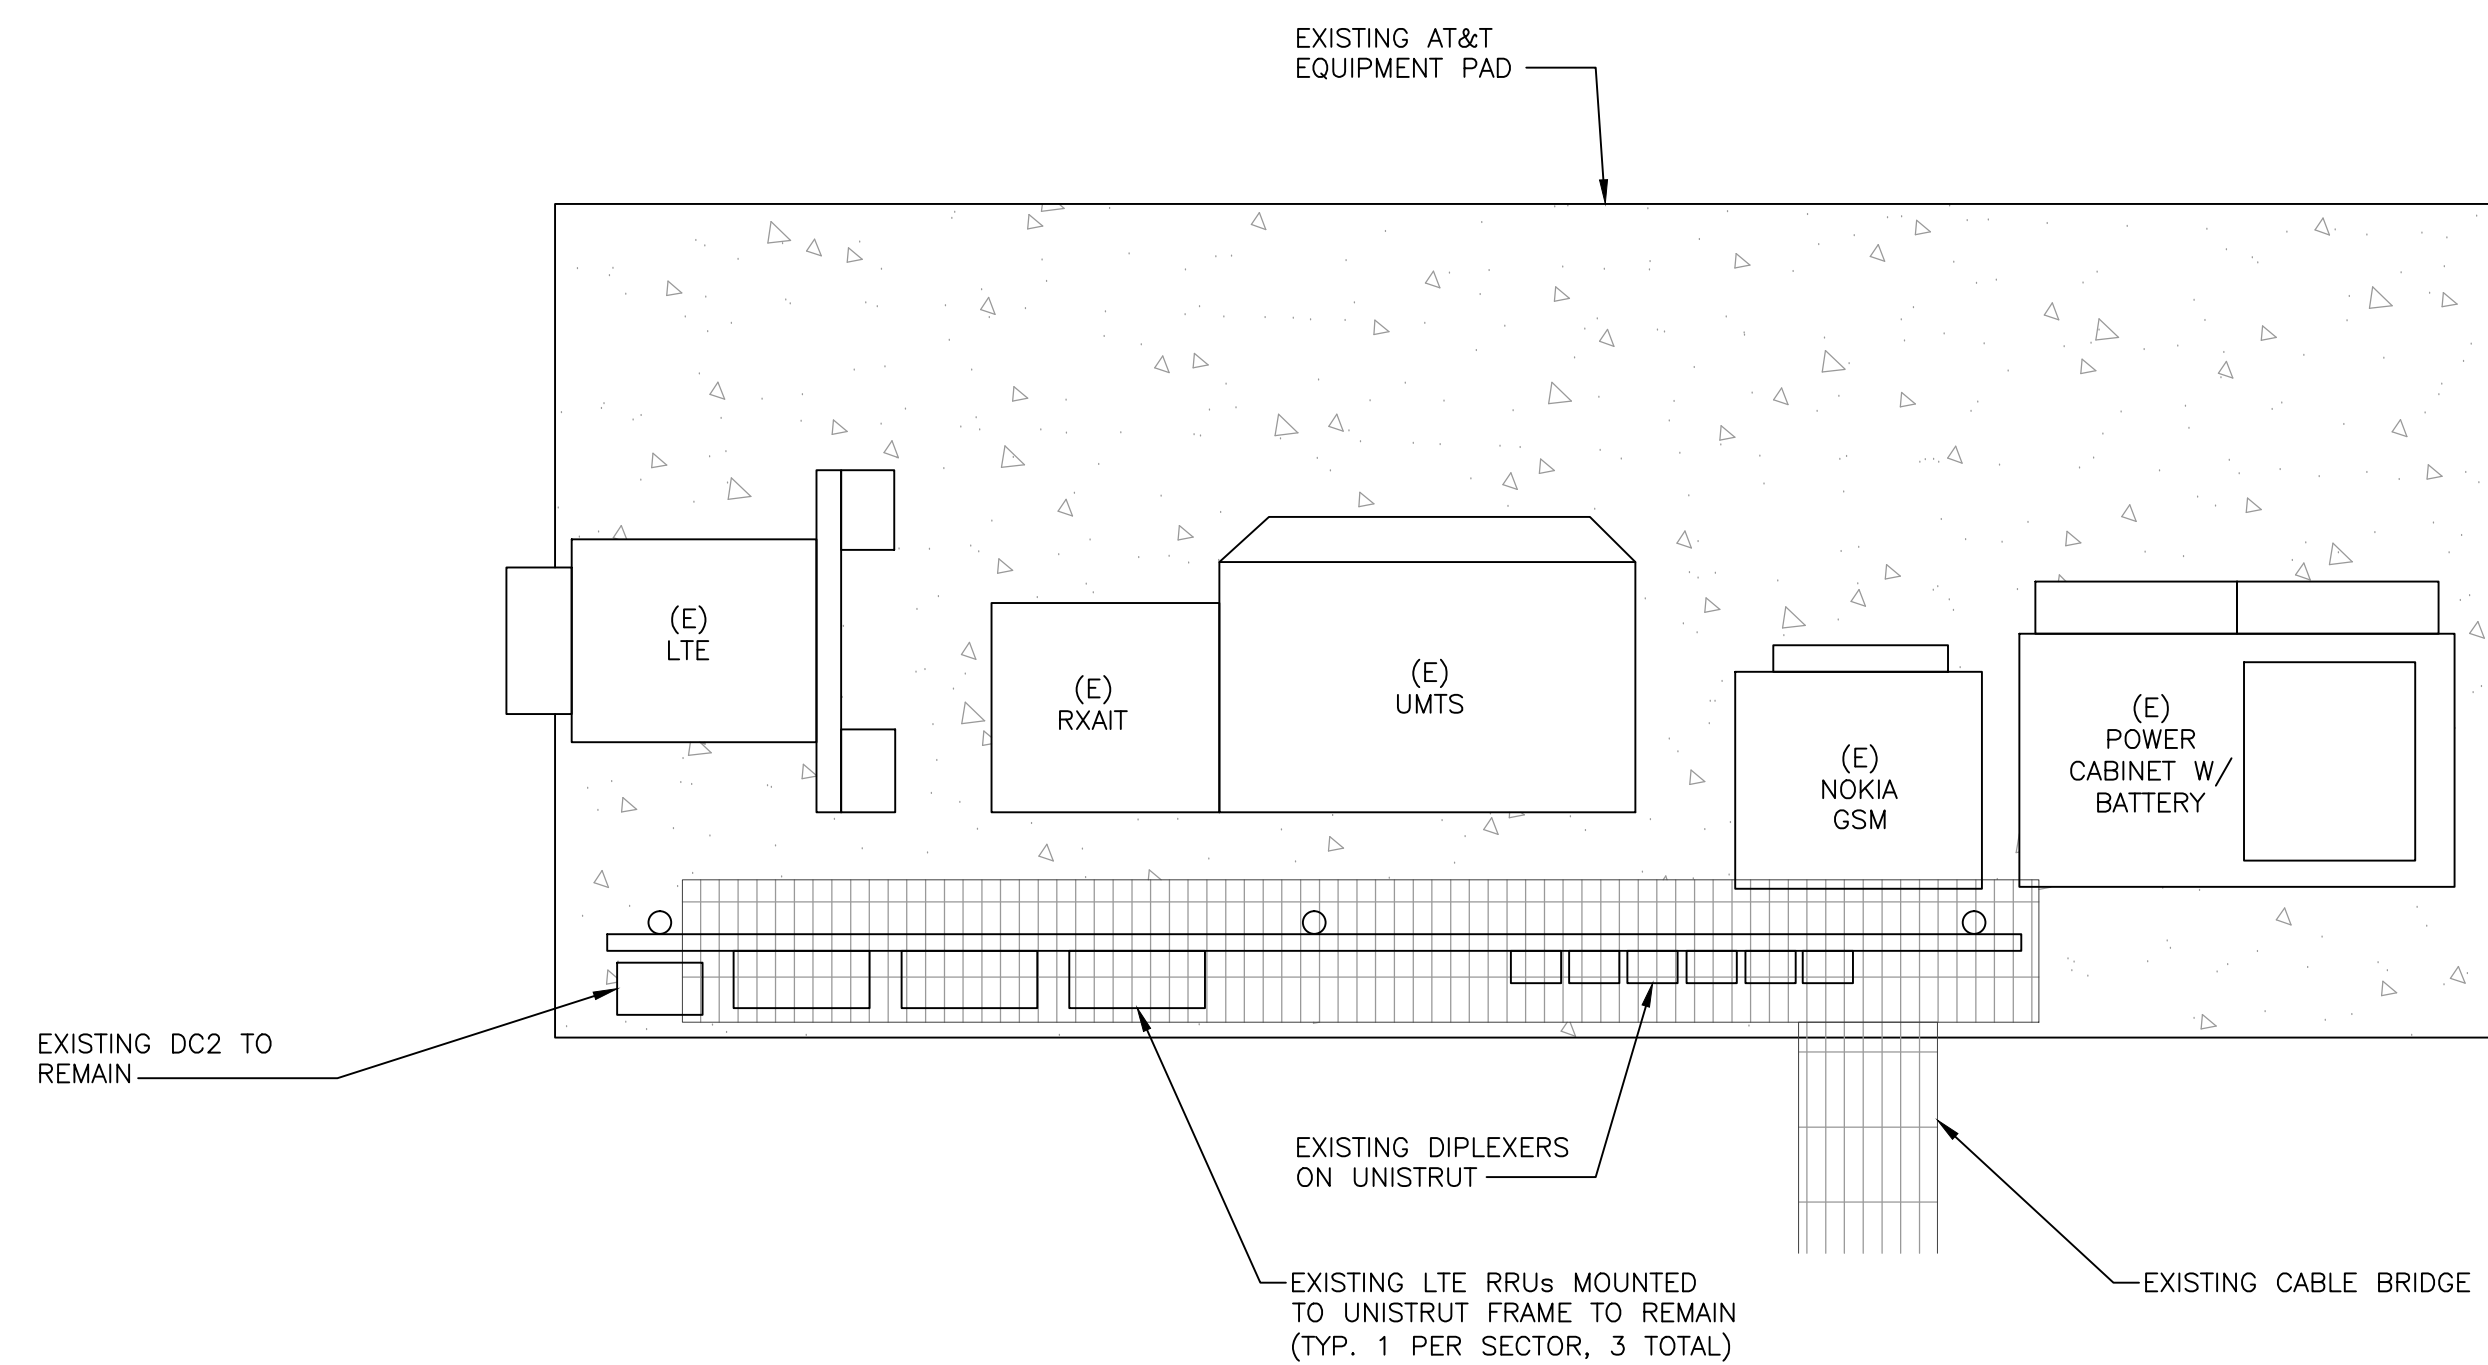 EXISTING AT&T
EQUIPMENT PAD
(E)
LTE
(E)
RXAIT
(E)
UMTS
(E)
NOKIA
GSM
(E)
POWER
CABINET W/
BATTERY
EXISTING DC2 TO
REMAIN
EXISTING DIPLEXERS
ON UNISTRUT
EXISTING LTE RRUs MOUNTED
TO UNISTRUT FRAME TO REMAIN
(TYP. 1 PER SECTOR, 3 TOTAL)
EXISTING CABLE BRIDGE